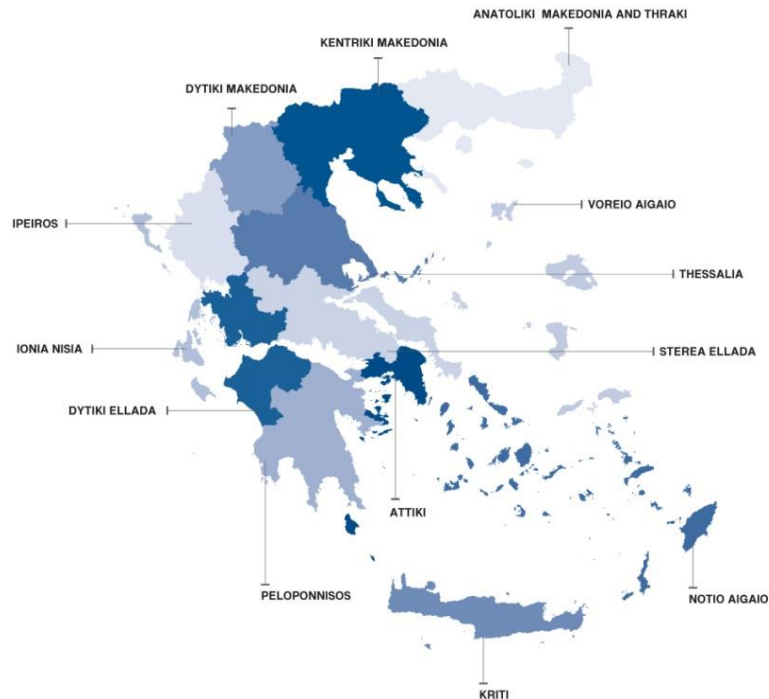 ANATOLIKI MAKEDONIA AND THRAKI
KENTRIKI MAKEDONIA
DYTIKI MAKEDONIA
VOREIO AIGAIO
IPEIROS
THESSALIA
IONIA NISIA
STEREA ELLADA
DYTIKI ELLADA
ATTIKI
PELOPONNISOS
NOTIO AIGAIO
KRITI